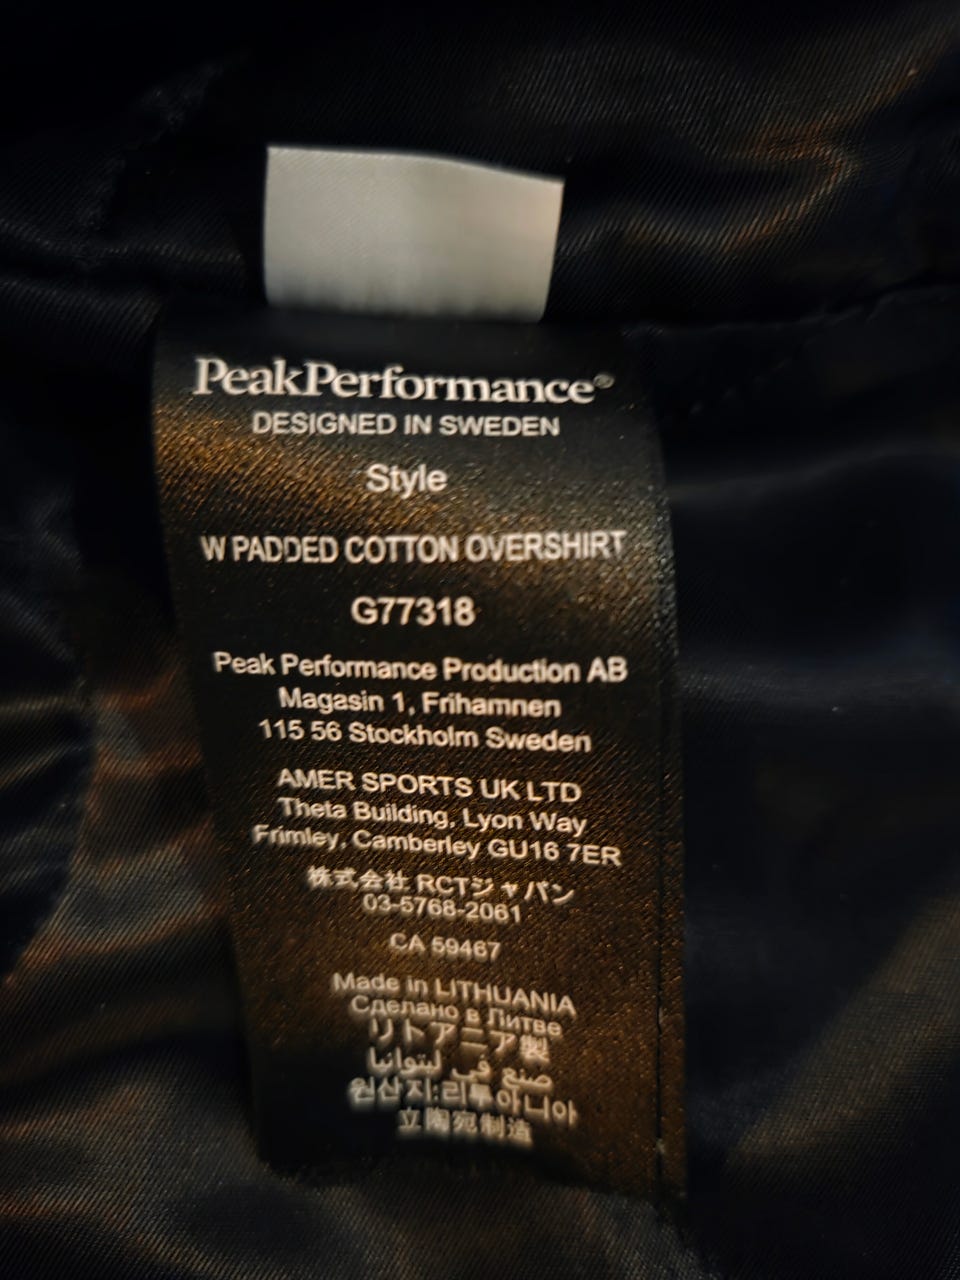 PeakPerformance®
DESIGNED IN SWEDEN
Style
W PADDED COTTON OVERSHIRT
G77318
Peak Performance Production AB
Magasin 1, Frihamnen
115 56 Stockholm Sweden
AMER SPORTS UK LTD
Theta Building, Lyon Way
Frimley, Camberley GU16 7ER
株式会社 RCTジャパン
03-5768-2061
CA 59467
Made in LITHUANIA
Сделано в Литве
リトアニア製
صنع في ليتوانيا
원산지:리투아니아
立陶宛制造